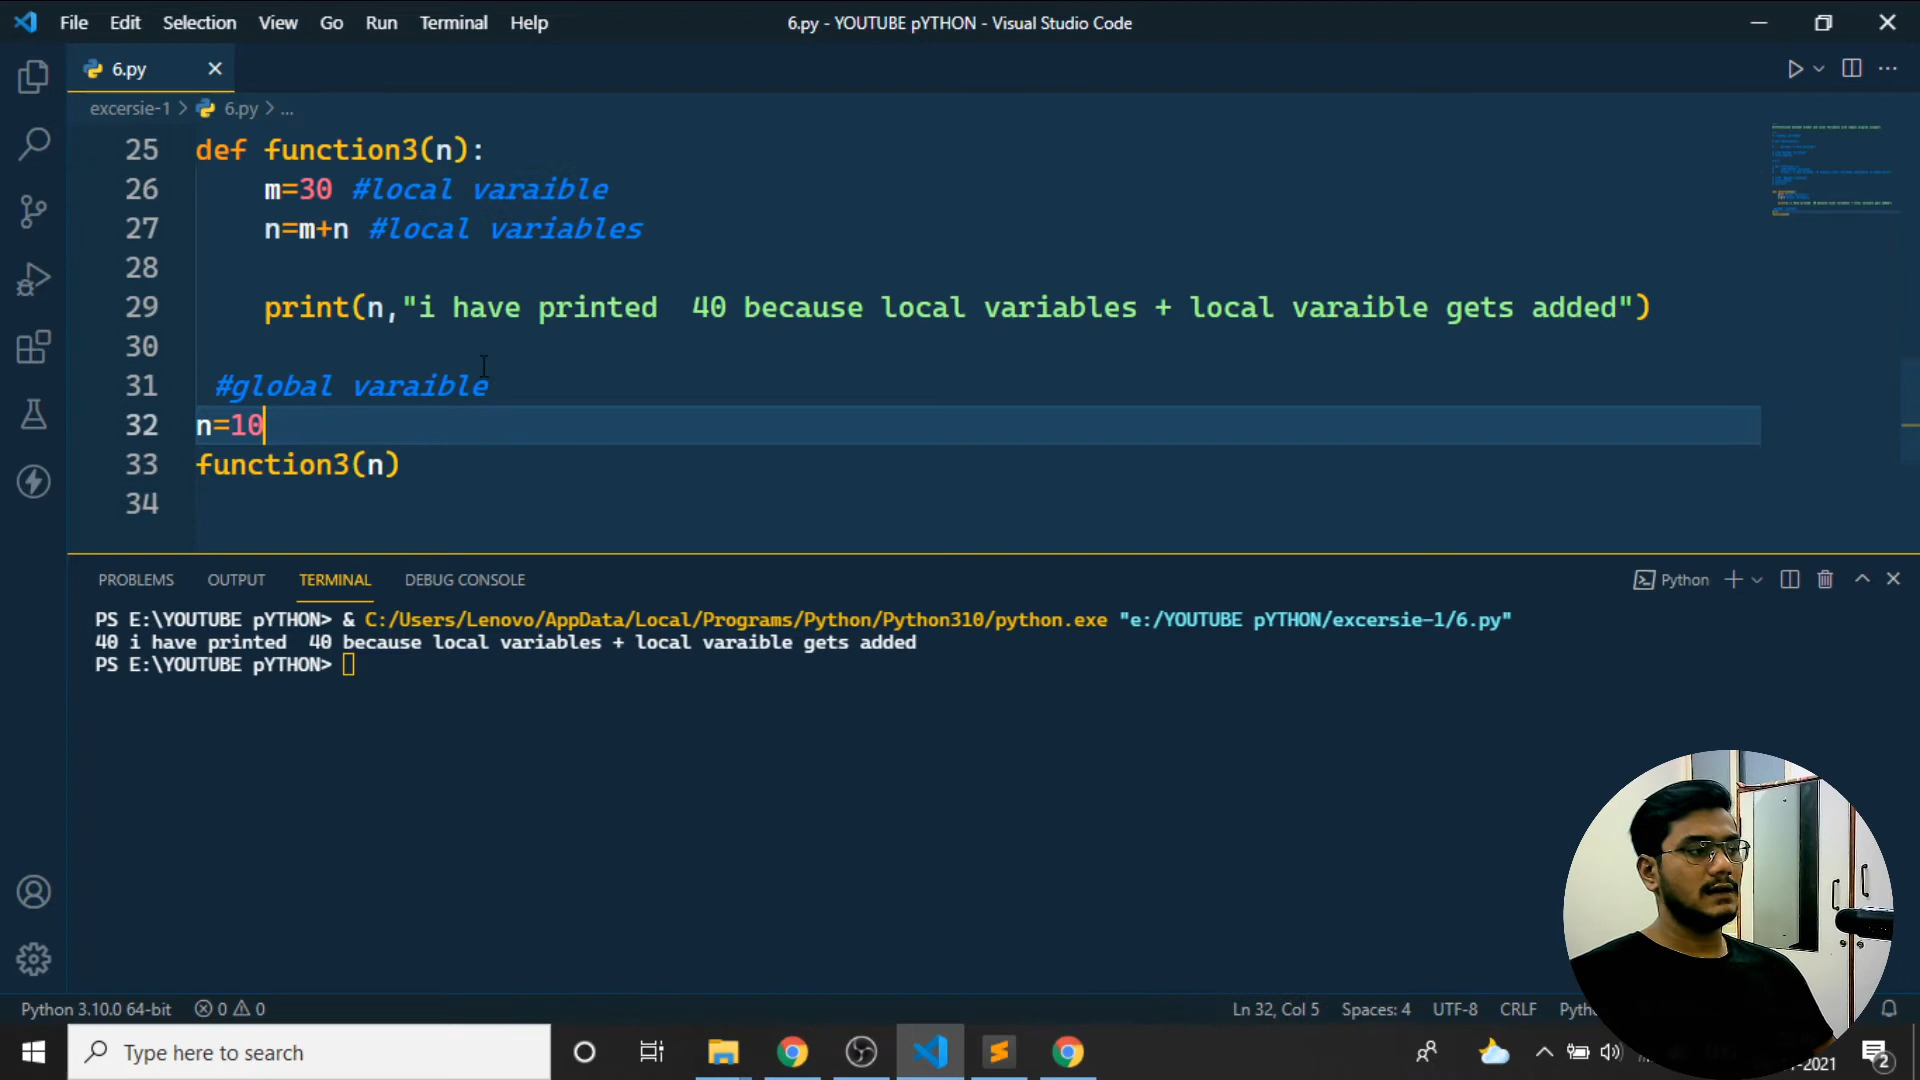 File Edit Selection View Go Run Terminal Help
6.py - YOUTUBE pYTHON - Visual Studio Code
6.py
excersie-1 > 6.py > ...
25 def function3(n):
26 m=30 #local varaible
27 n=m+n #local variables
28
29 print(n,"i have printed  40 because local variables + local varaible gets added")
30
31 #global varaible
32 n=10
33 function3(n)
34
PROBLEMS OUTPUT TERMINAL DEBUG CONSOLE
Python
PS E:\YOUTUBE pYTHON> & C:/Users/Lenovo/AppData/Local/Programs/Python/Python310/python.exe "e:/YOUTUBE pYTHON/excersie-1/6.py"
40 i have printed  40 because local variables + local varaible gets added
PS E:\YOUTUBE pYTHON>
Python 3.10.0 64-bit 0 0
Ln 32, Col 5 Spaces: 4 UTF-8 CRLF
Type here to search
-2021
2